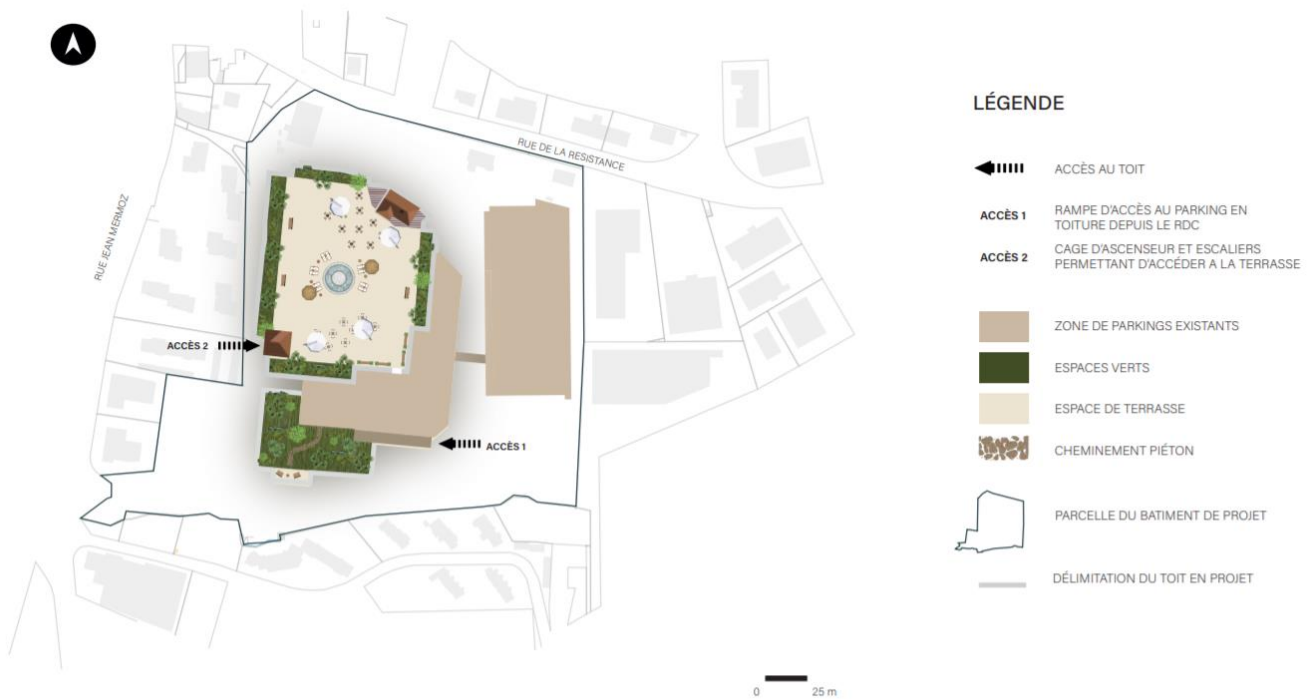 RUE DE LA RESISTANCE
RUE JEAN MERMOZ
ACCÈS 2
ACCÈS 1
0 25 m
LÉGENDE
ACCÈS AU TOIT
ACCÈS 1 RAMPE D'ACCÈS AU PARKING EN
TOITURE DEPUIS LE RDC
ACCÈS 2 CAGE D'ASCENSEUR ET ESCALIERS
PERMETTANT D'ACCÉDER A LA TERRASSE
ZONE DE PARKINGS EXISTANTS
ESPACES VERTS
ESPACE DE TERRASSE
CHEMINEMENT PIÉTON
PARCELLE DU BATIMENT DE PROJET
DÉLIMITATION DU TOIT EN PROJET